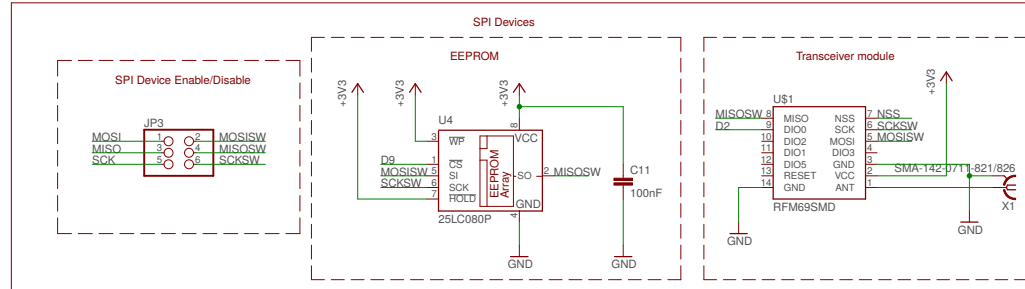 SPI Devices
SPI Device Enable/Disable
JP3
MOSI 1 2 MOSISW
MISO 3 4 MISOSW
SCK 5 6 SCKSW
EEPROM
+3V3
+3V3
+3V3
U4
8
3 WP VCC
D9 1 CS
MOSISW 5 SI
SCKSW 6 SCK
7 HOLD
EEPROM
Array
SO 2 MISOSW
GND
4
25LC080P
C11
100nF
GND
GND
Transceiver module
+3V3
U$1
MISOSW 8 MISO NSS 7 NSS
D2 9 DIO0 SCK 6 SCKSW
10 DIO2 MOSI 5 MOSISW
11 DIO1 DIO3 4
12 DIO5 GND 3
13 RESET VCC 2
14 GND ANT 1
RFM69SMD
SMA-142-0711-821/826
X1
GND
GND